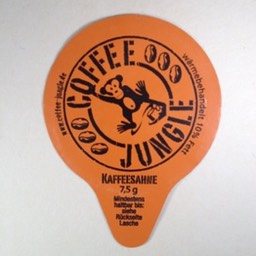 COFFEE
JUNGLE
www.coffee-jungle.de
wärmebehandelt 10% Fett
KAFFEESAHNE
7,5 g
Mindestens
haltbar bis:
siehe
Rückseite
Lasche